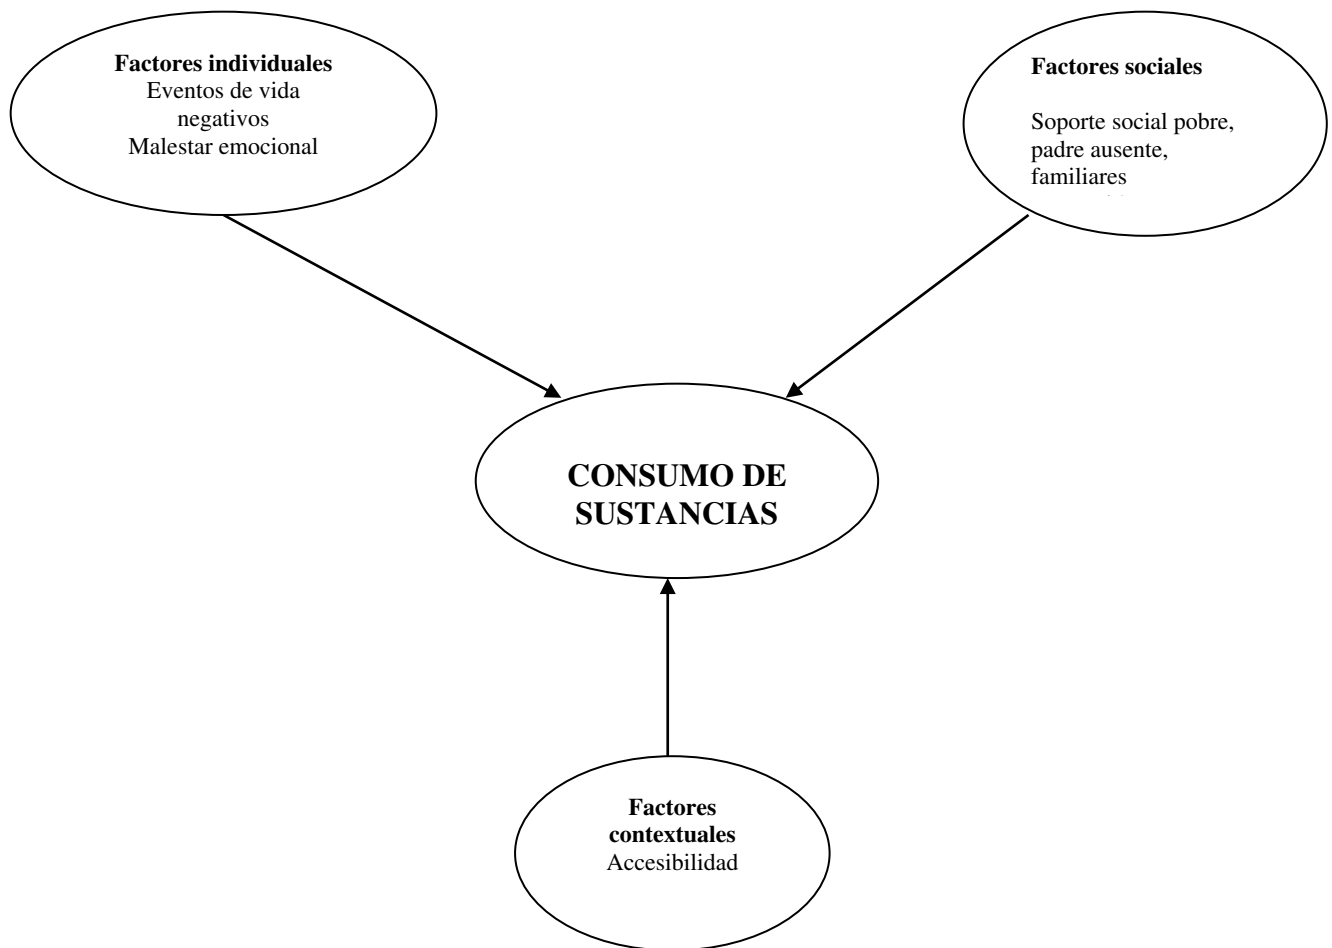 Factores individuales
Eventos de vida
negativos
Malestar emocional
Factores sociales
Soporte social pobre,
padre ausente,
familiares
CONSUMO DE
SUSTANCIAS
Factores
contextuales
Accesibilidad